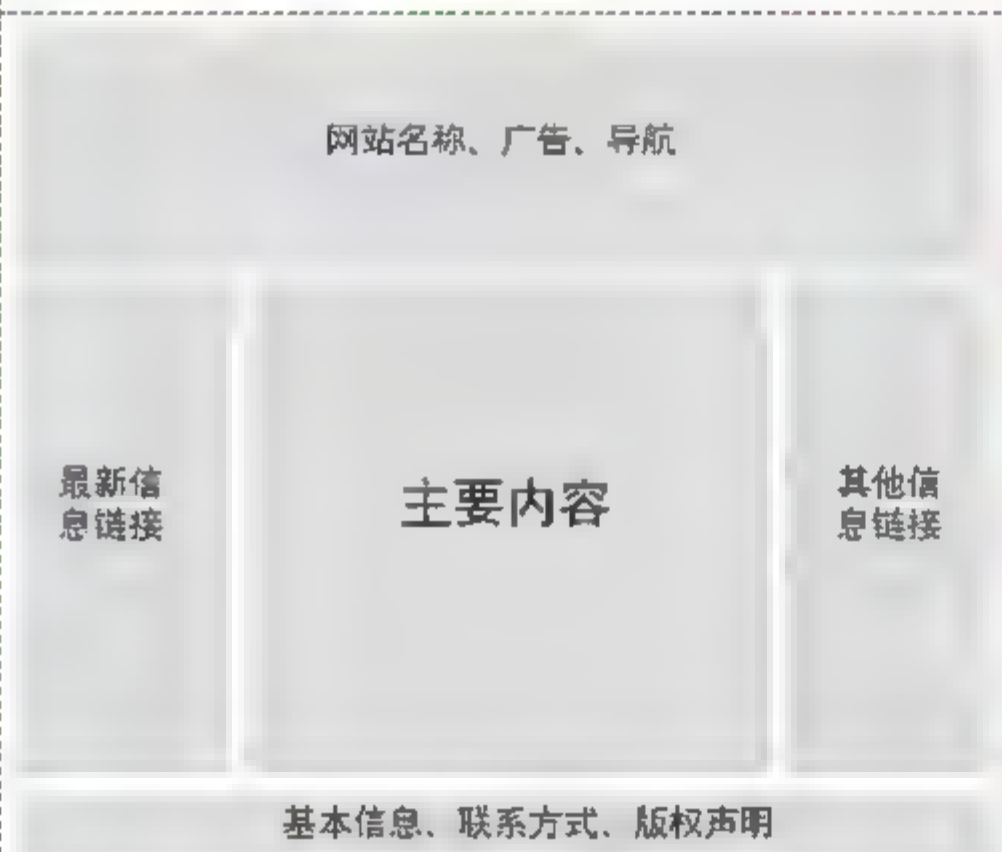 网站名称、广告、导航
最新信
息链接
主要内容
其他信
息链接
基本信息、联系方式、版权声明